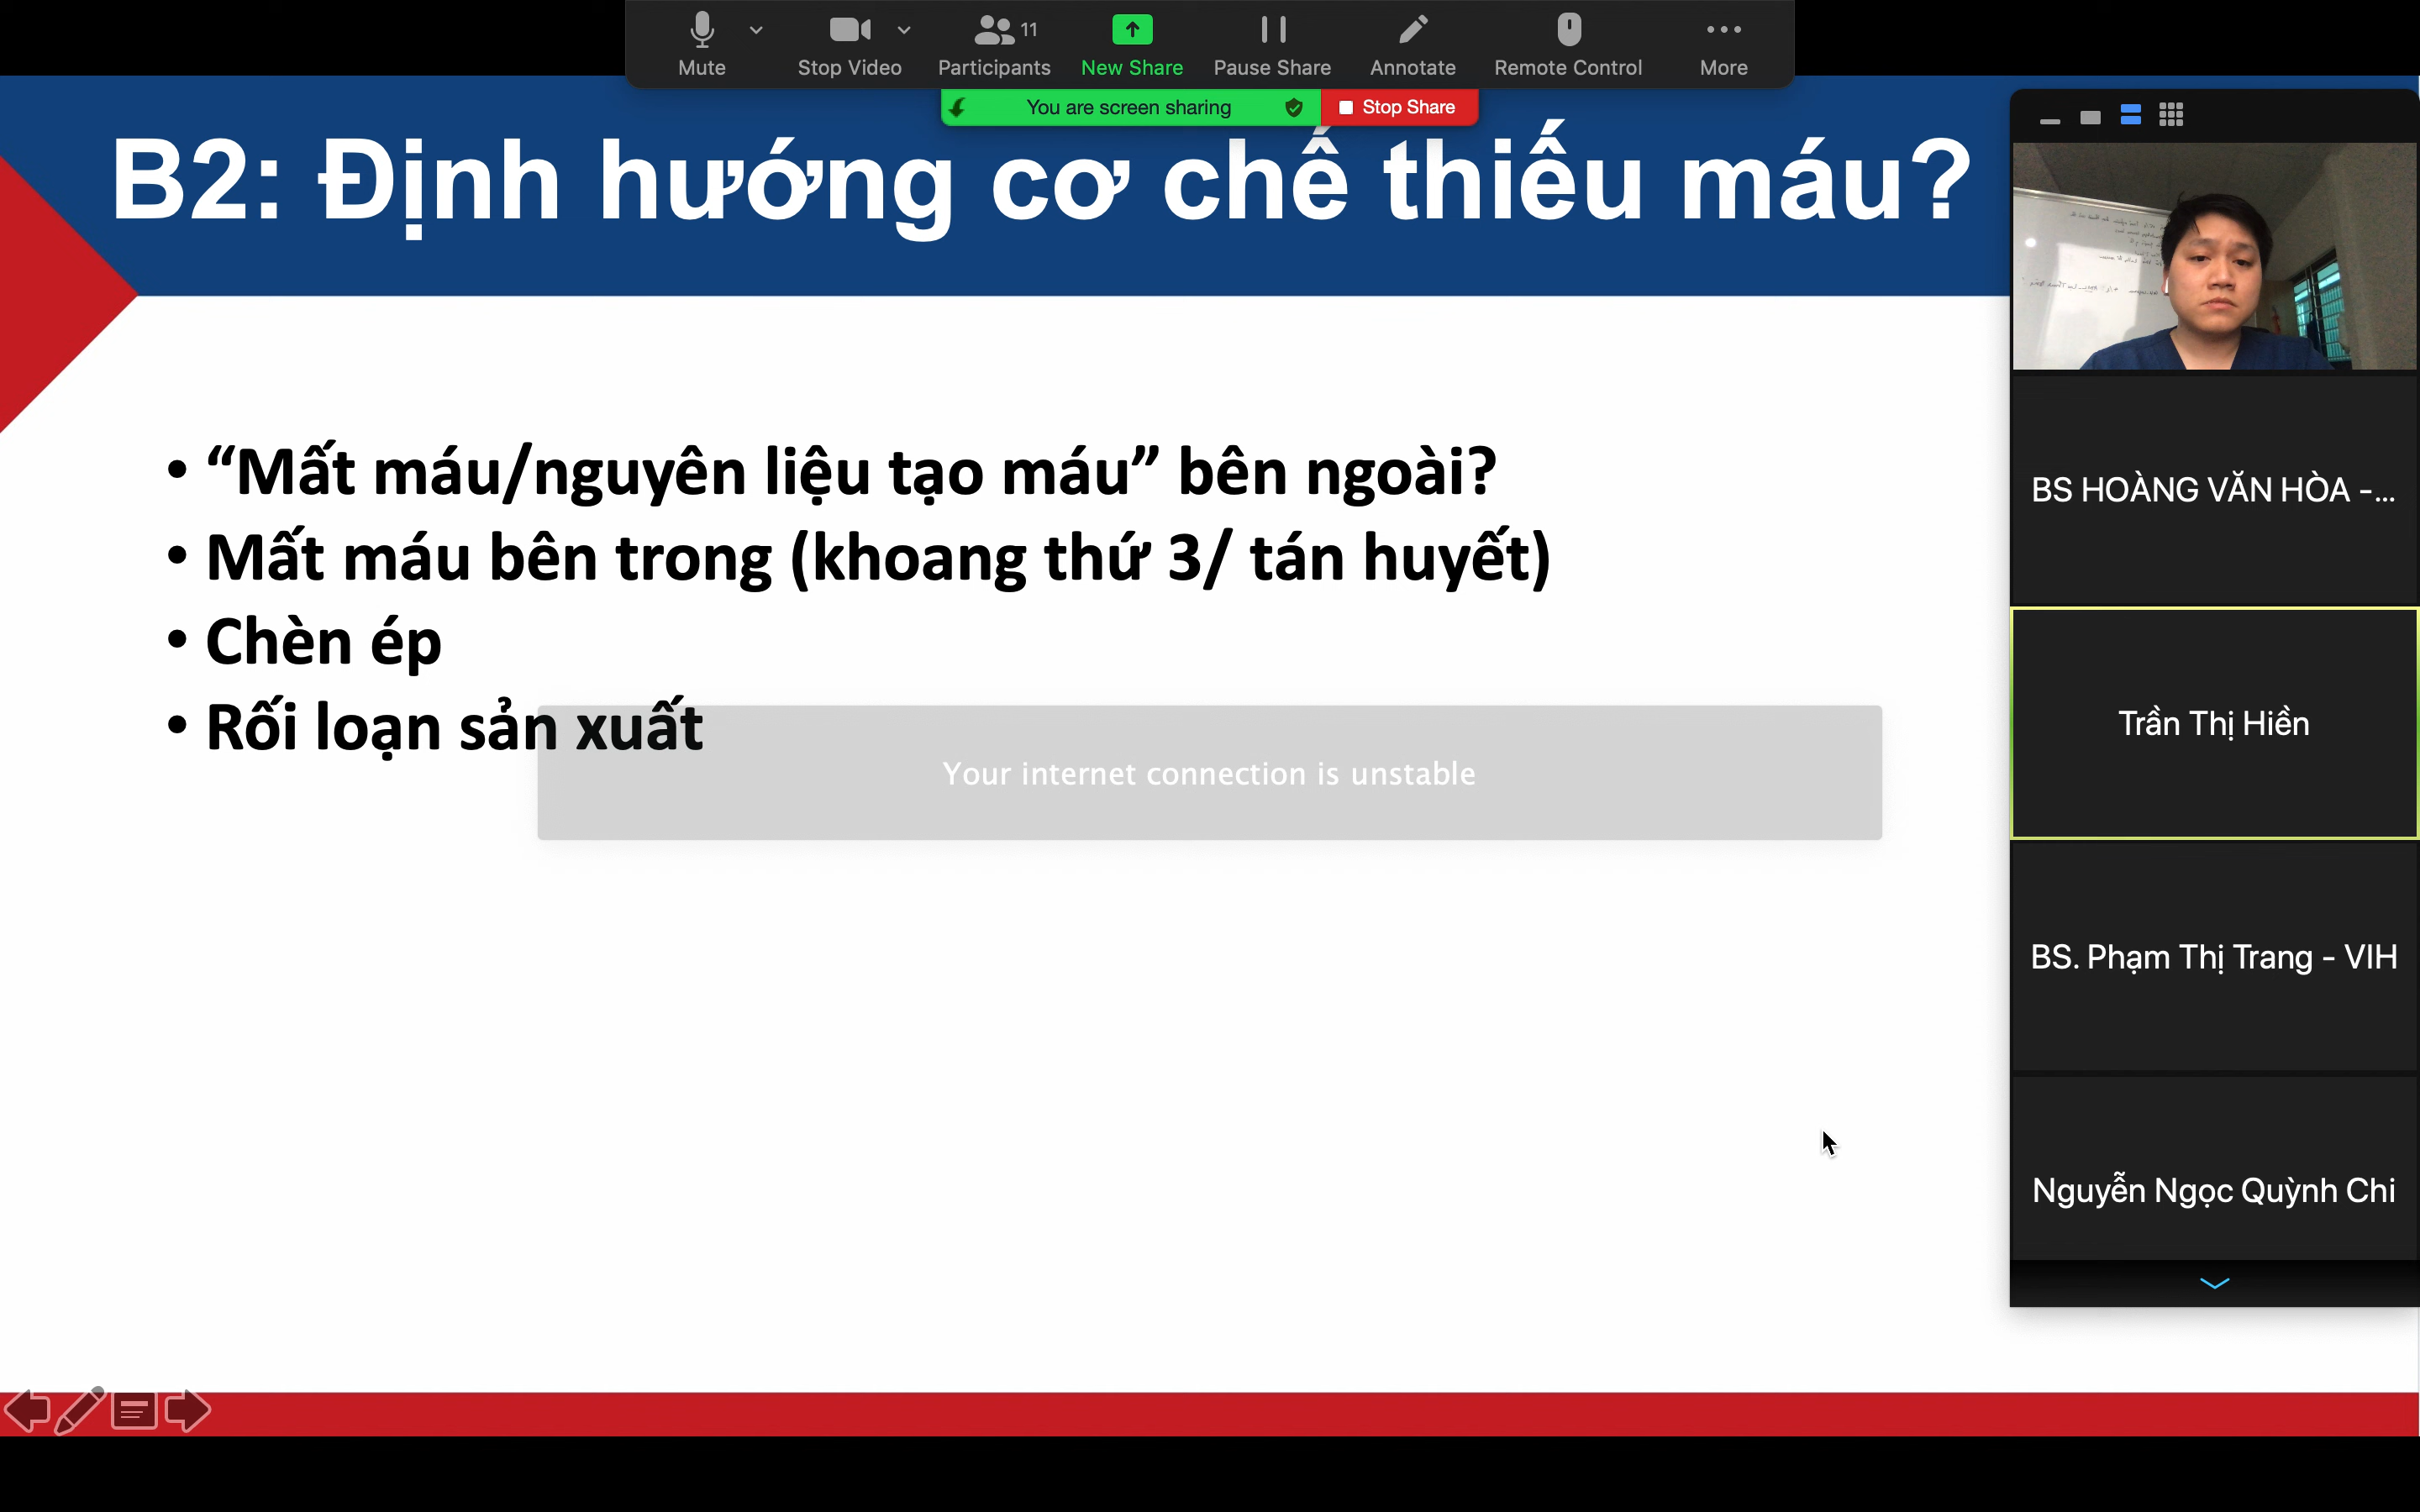 Mute
Stop Video
Participants
11
New Share
Pause Share
Annotate
Remote Control
More
You are screen sharing
Stop Share
B2: Định hướng cơ chế thiếu máu?
• “Mất máu/nguyên liệu tạo máu” bên ngoài?
• Mất máu bên trong (khoang thứ 3/ tán huyết)
• Chèn ép
• Rối loạn sản xuất
Your internet connection is unstable
BS HOÀNG VĂN HÒA -...
Trần Thị Hiền
BS. Phạm Thị Trang - VIH
Nguyễn Ngọc Quỳnh Chi